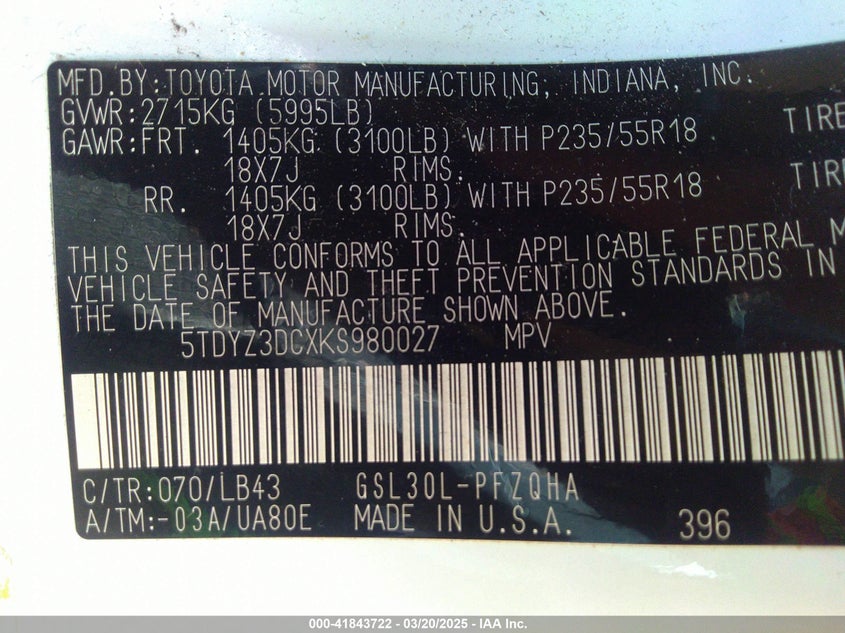 MFD.BY:TOYOTA MOTOR MANUFACTURING, INDIANA, INC.
GVWR:2715KG (5995LB)
GAWR:FRT. 1405KG (3100LB) WITH P235/55R18 TIRE
18X7J RIMS.
RR. 1405KG (3100LB) WITH P235/55R18 TIRE
18X7J RIMS.
THIS VEHICLE CONFORMS TO ALL APPLICABLE FEDERAL M
VEHICLE SAFETY AND THEFT PREVENTION STANDARDS IN
THE DATE OF MANUFACTURE SHOWN ABOVE.
5TDYZ3DCXKS980027 MPV
C/TR:070/LB43 GSL30L-PFZQHA
A/TM:-03A/UA80E MADE IN U.S.A. 396
000-41843722 — 03/20/2025 — IAA Inc.